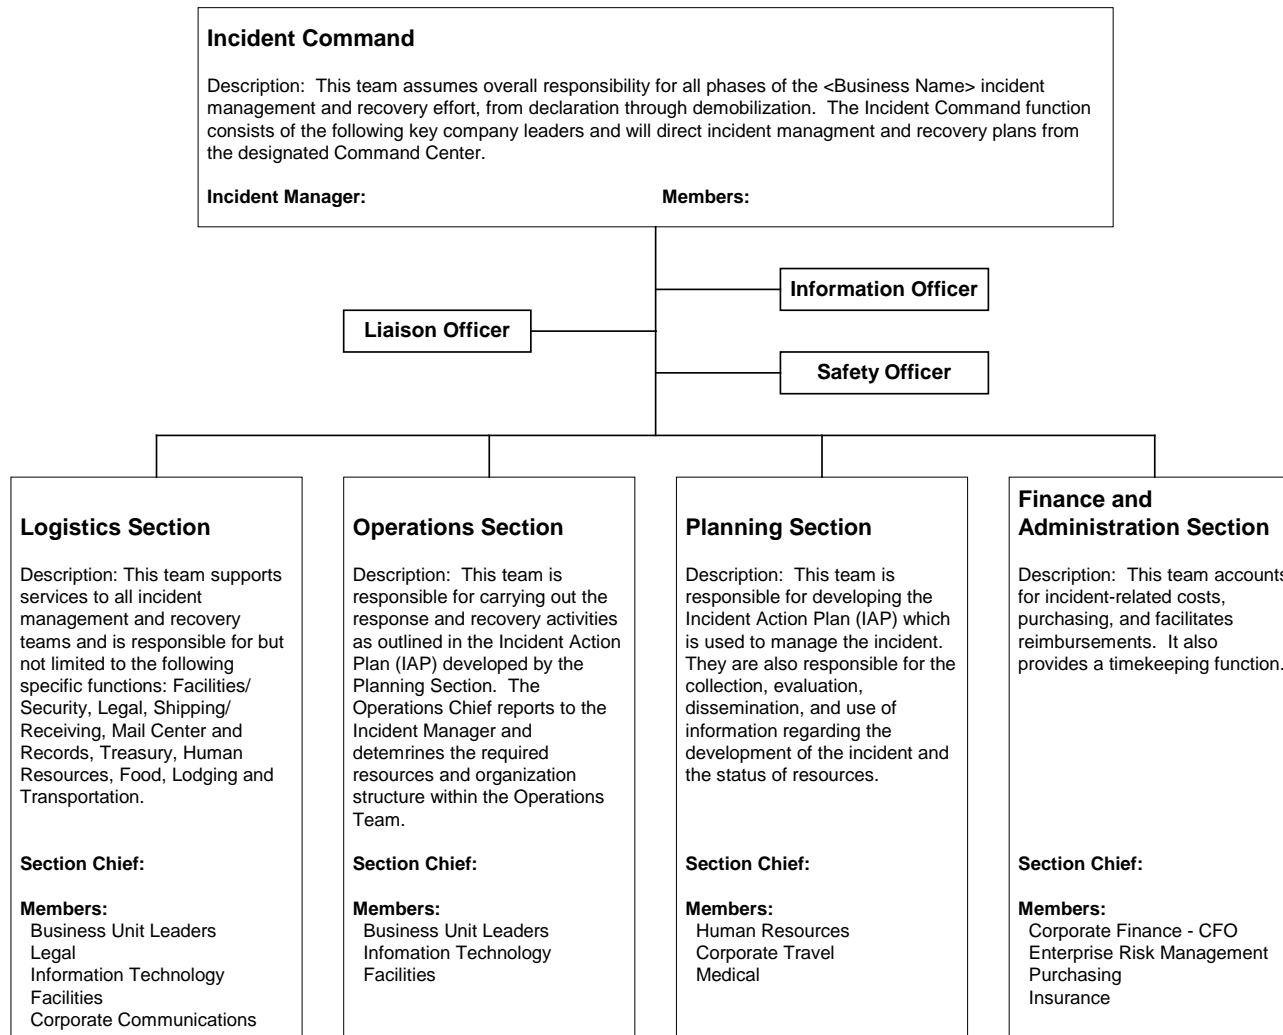 Incident Command
Description:  This team assumes overall responsibility for all phases of the <Business Name> incident
management and recovery effort, from declaration through demobilization.  The Incident Command function
consists of the following key company leaders and will direct incident managment and recovery plans from
the designated Command Center.
Incident Manager:
Members:
Information Officer
Liaison Officer
Safety Officer
Logistics Section
Description: This team supports
services to all incident
management and recovery
teams and is responsible for but
not limited to the following
specific functions: Facilities/
Security, Legal, Shipping/
Receiving, Mail Center and
Records, Treasury, Human
Resources, Food, Lodging and
Transportation.
Section Chief:
Members:
Business Unit Leaders
Legal
Information Technology
Facilities
Corporate Communications
Operations Section
Description:  This team is
responsible for carrying out the
response and recovery activities
as outlined in the Incident Action
Plan (IAP) developed by the
Planning Section.  The
Operations Chief reports to the
Incident Manager and
detemrines the required
resources and organization
structure within the Operations
Team.
Section Chief:
Members:
Business Unit Leaders
Infomation Technology
Facilities
Planning Section
Description:  This team is
responsible for developing the
Incident Action Plan (IAP) which
is used to manage the incident.
They are also responsible for the
collection, evaluation,
dissemination, and use of
information regarding the
development of the incident and
the status of resources.
Section Chief:
Members:
Human Resources
Corporate Travel
Medical
Finance and
Administration Section
Description:  This team accounts
for incident-related costs,
purchasing, and facilitates
reimbursements.  It also
provides a timekeeping function.
Section Chief:
Members:
Corporate Finance - CFO
Enterprise Risk Management
Purchasing
Insurance